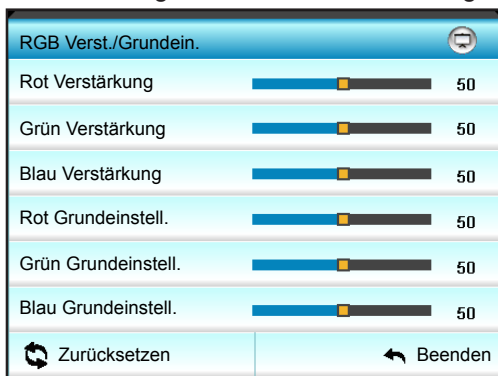 RGB Verst./Grundein.
Rot Verstärkung 50
Grün Verstärkung 50
Blau Verstärkung 50
Rot Grundeinstell. 50
Grün Grundeinstell. 50
Blau Grundeinstell. 50
Zurücksetzen Beenden